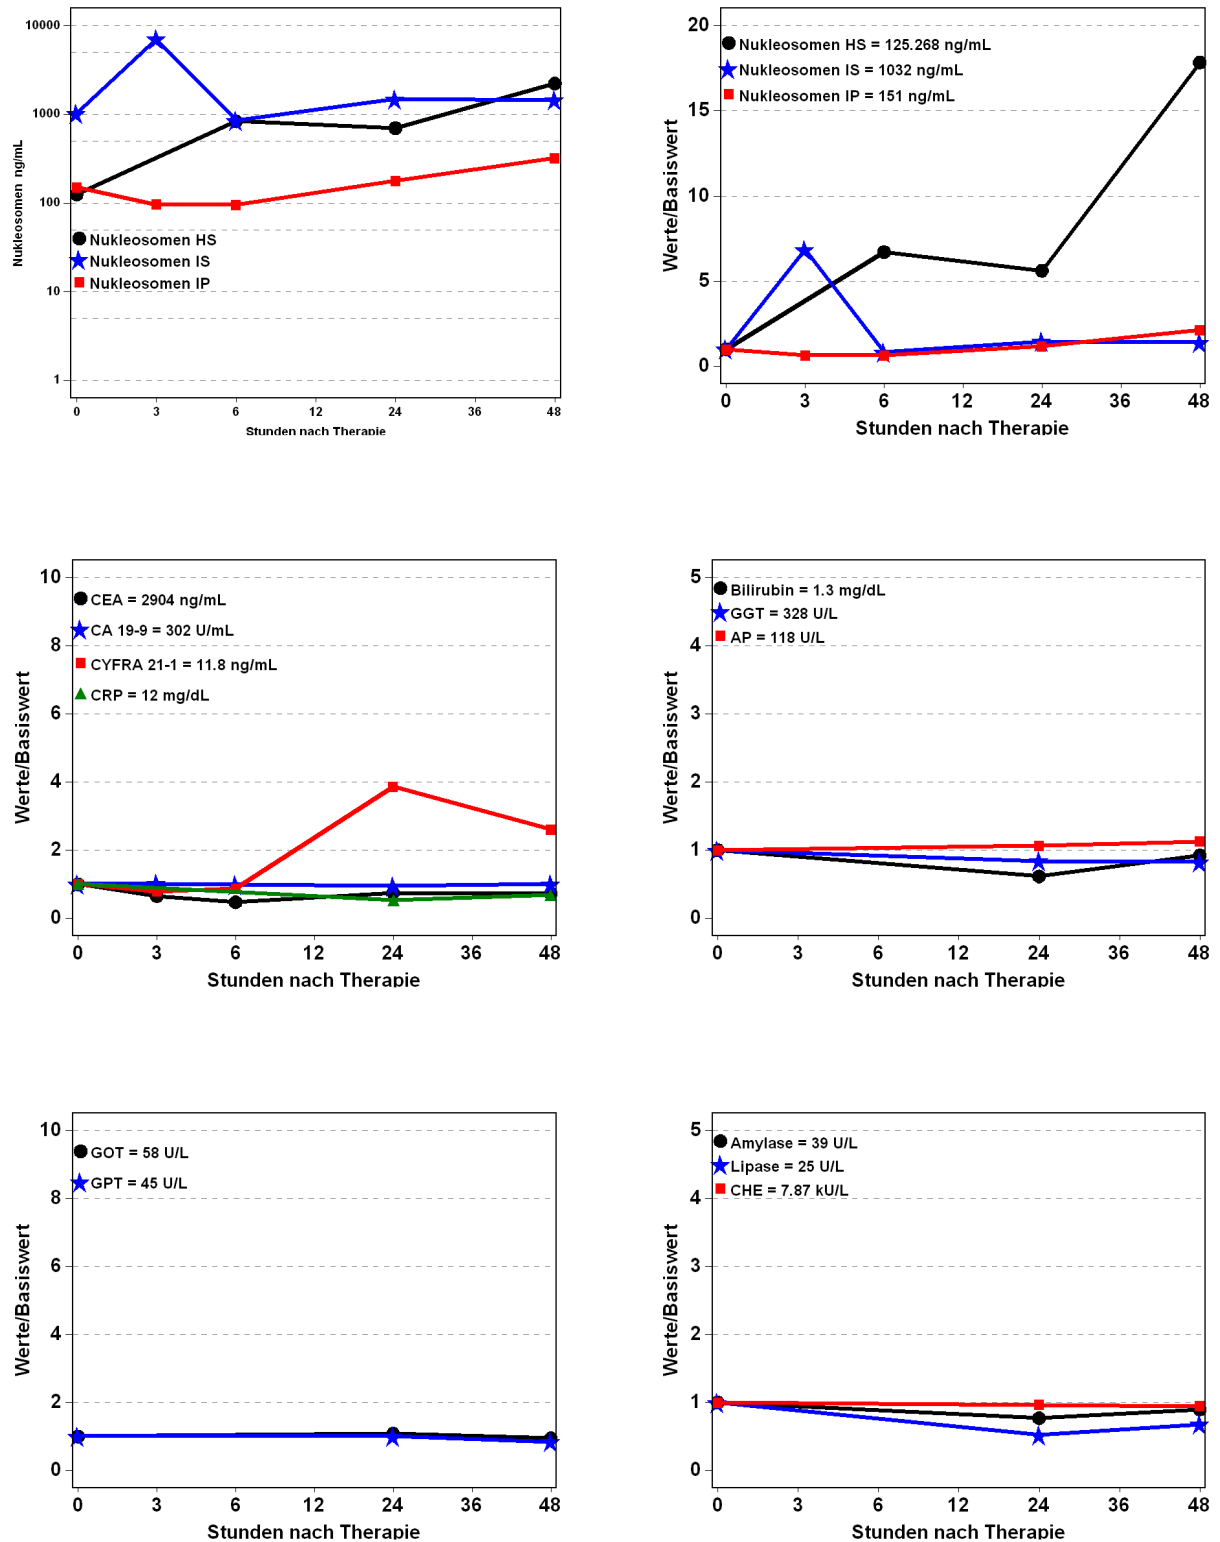 10000
1000
100
10
1
Nukleosomen ng/mL
Nukleosomen HS
Nukleosomen IS
Nukleosomen IP
0 3 6 12 24 36 48
Stunden nach Therapie
20
15
10
5
0
Werte/Basiswert
Nukleosomen HS = 125.268 ng/mL
Nukleosomen IS = 1032 ng/mL
Nukleosomen IP = 151 ng/mL
0 3 6 12 24 36 48
Stunden nach Therapie
10
8
6
4
2
0
Werte/Basiswert
CEA = 2904 ng/mL
CA 19-9 = 302 U/mL
CYFRA 21-1 = 11.8 ng/mL
CRP = 12 mg/dL
0 3 6 12 24 36 48
Stunden nach Therapie
5
4
3
2
1
0
Werte/Basiswert
Bilirubin = 1.3 mg/dL
GGT = 328 U/L
AP = 118 U/L
0 3 6 12 24 36 48
Stunden nach Therapie
10
8
6
4
2
0
Werte/Basiswert
GOT = 58 U/L
GPT = 45 U/L
0 3 6 12 24 36 48
Stunden nach Therapie
5
4
3
2
1
0
Werte/Basiswert
Amylase = 39 U/L
Lipase = 25 U/L
CHE = 7.87 kU/L
0 3 6 12 24 36 48
Stunden nach Therapie